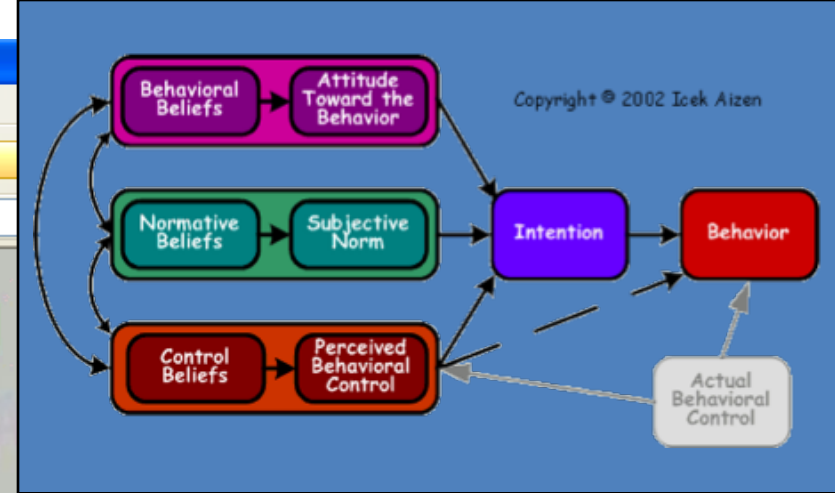 Behavioral
Beliefs
Attitude
Toward the
Behavior
Copyright © 2002 Icek Aizen
Normative
Beliefs
Subjective
Norm
Intention
Behavior
Control
Beliefs
Perceived
Behavioral
Control
Actual
Behavioral
Control